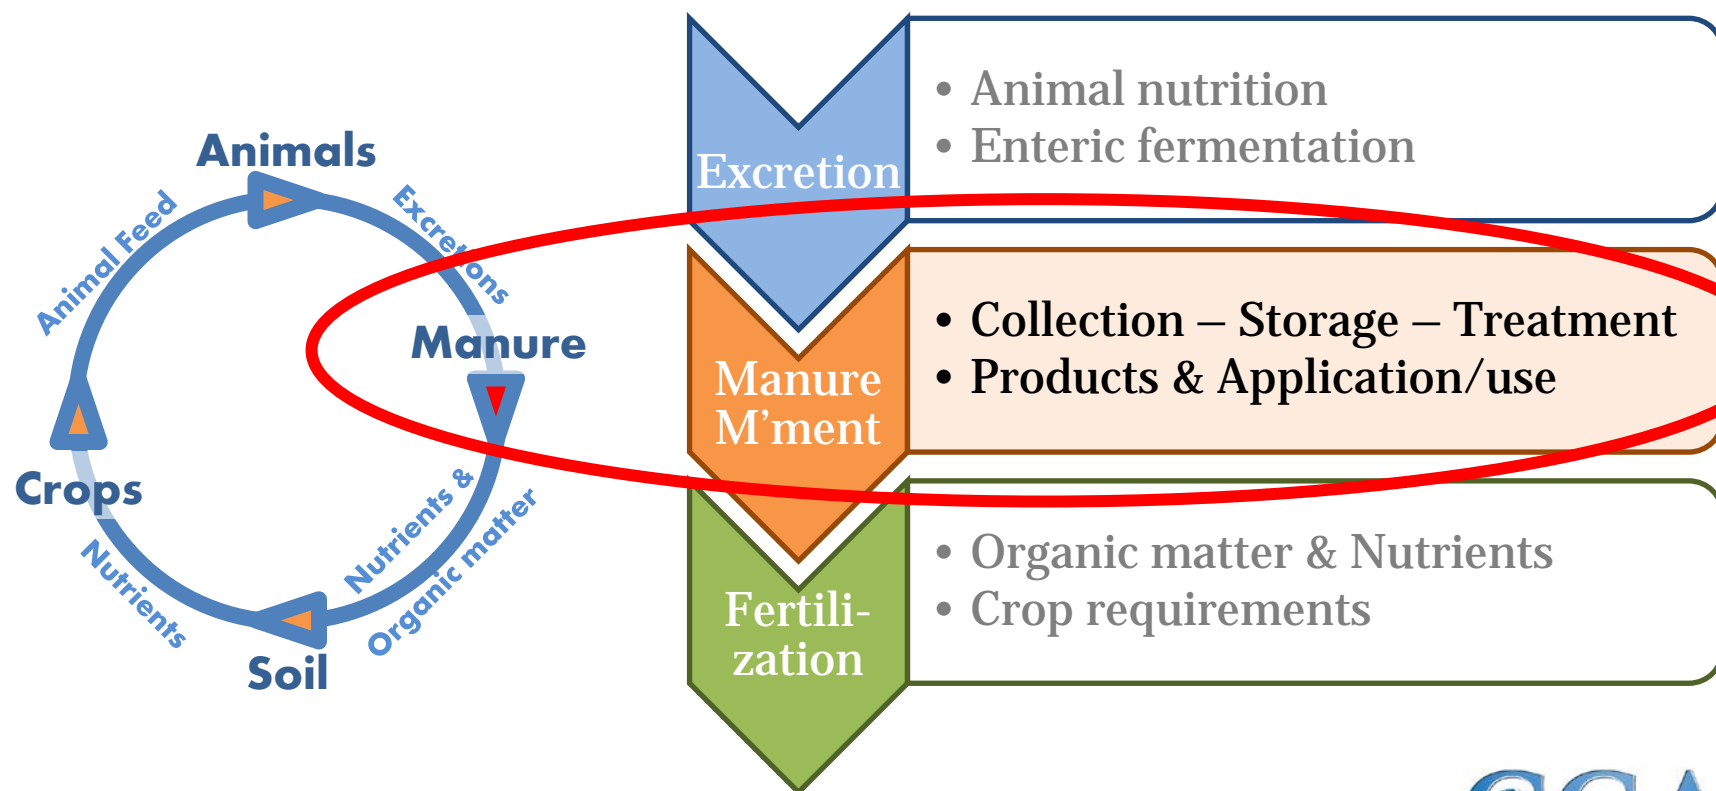 Animals
Animal Feed
Excretions
Manure
Crops
Nutrients &
Organic matter
Nutrients
Soil
Excretion
• Animal nutrition
• Enteric fermentation
Manure
M’ment
• Collection – Storage – Treatment
• Products & Application/use
Fertili-
zation
• Organic matter & Nutrients
• Crop requirements